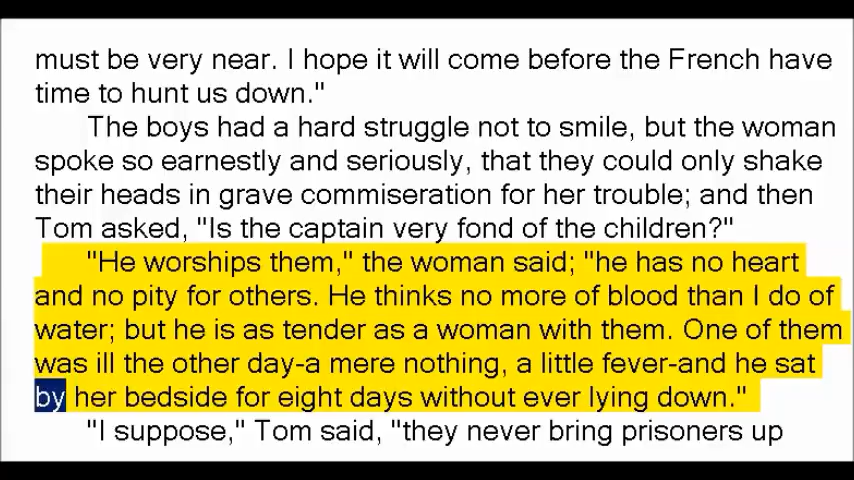 must be very near. I hope it will come before the French have
time to hunt us down."
The boys had a hard struggle not to smile, but the woman
spoke so earnestly and seriously, that they could only shake
their heads in grave commiseration for her trouble; and then
Tom asked, "Is the captain very fond of the children?"
"He worships them," the woman said; "he has no heart
and no pity for others. He thinks no more of blood than I do of
water; but he is as tender as a woman with them. One of them
was ill the other day-a mere nothing, a little fever-and he sat
by her bedside for eight days without ever lying down."
"I suppose," Tom said, "they never bring prisoners up